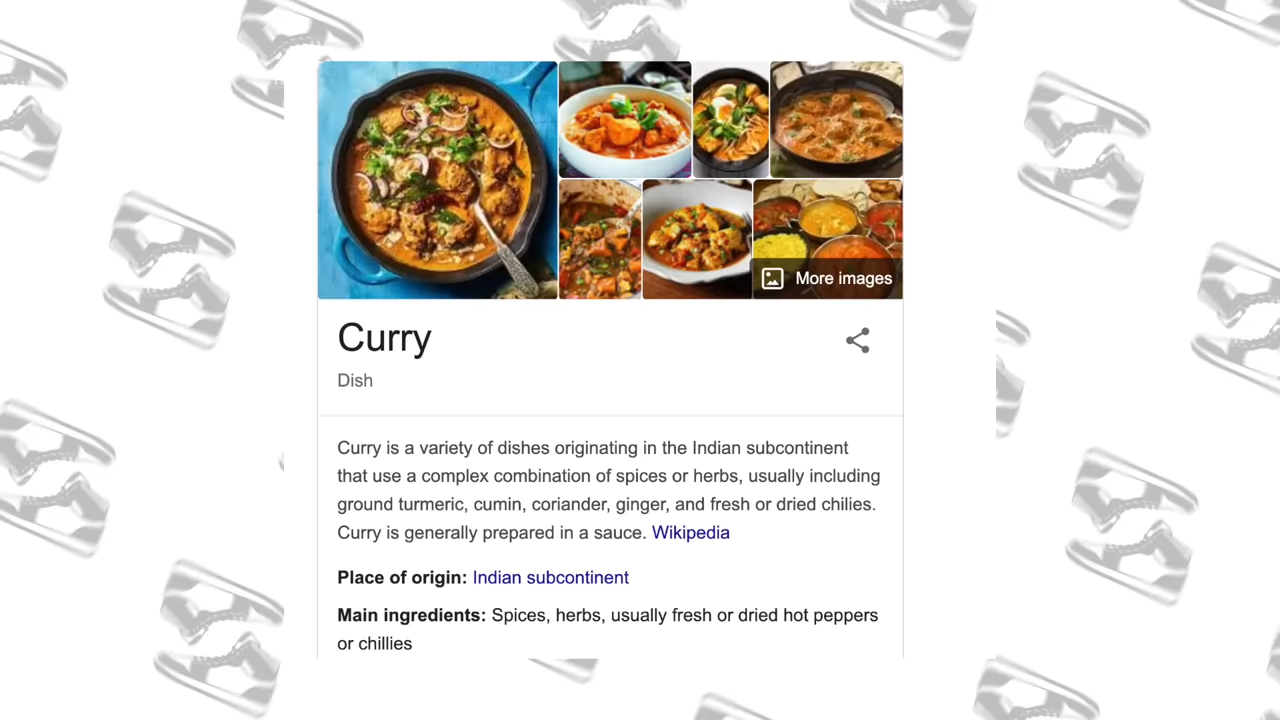 More images
Curry
Dish
Curry is a variety of dishes originating in the Indian subcontinent
that use a complex combination of spices or herbs, usually including
ground turmeric, cumin, coriander, ginger, and fresh or dried chilies.
Curry is generally prepared in a sauce. Wikipedia
Place of origin: Indian subcontinent
Main ingredients: Spices, herbs, usually fresh or dried hot peppers
or chillies